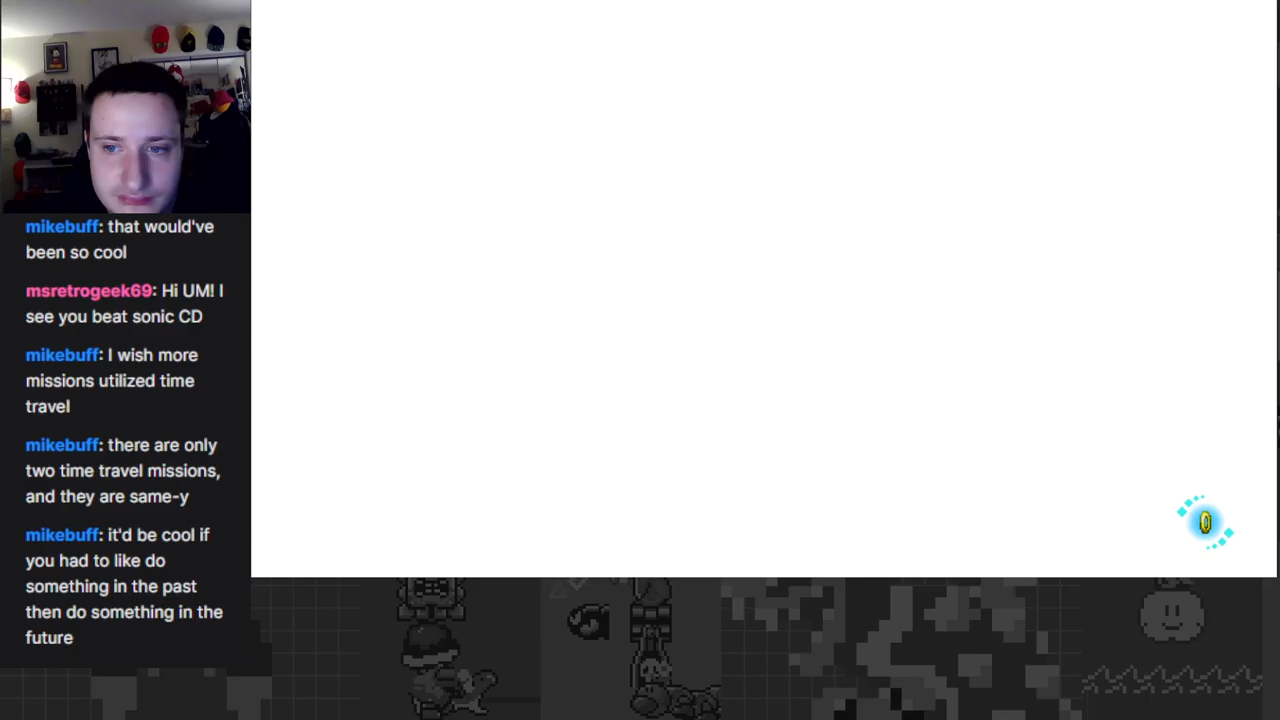 mikebuff: that would've
been so cool
msretrogeek69: Hi UM! I
see you beat sonic CD
mikebuff: I wish more
missions utilized time
travel
mikebuff: there are only
two time travel missions,
and they are same-y
mikebuff: it'd be cool if
you had to like do
something in the past
then do something in the
future